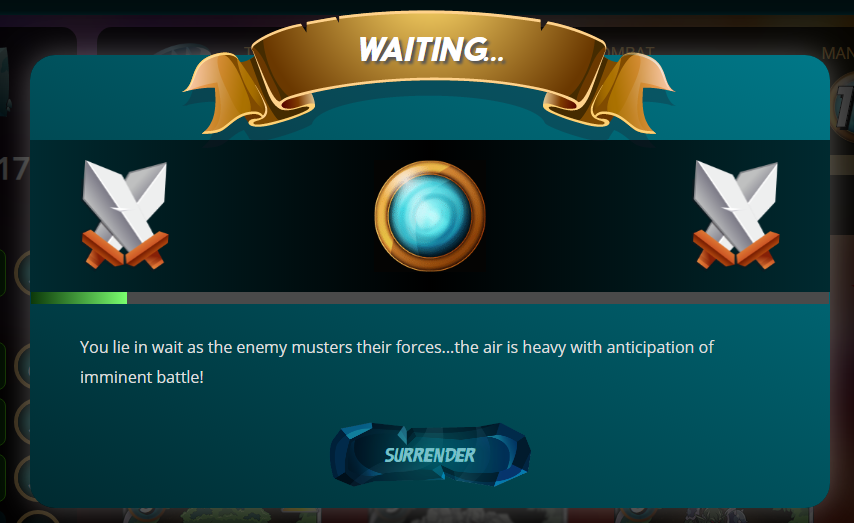 WAITING...
17
You lie in wait as the enemy musters their forces...the air is heavy with anticipation of
imminent battle!
SURRENDER